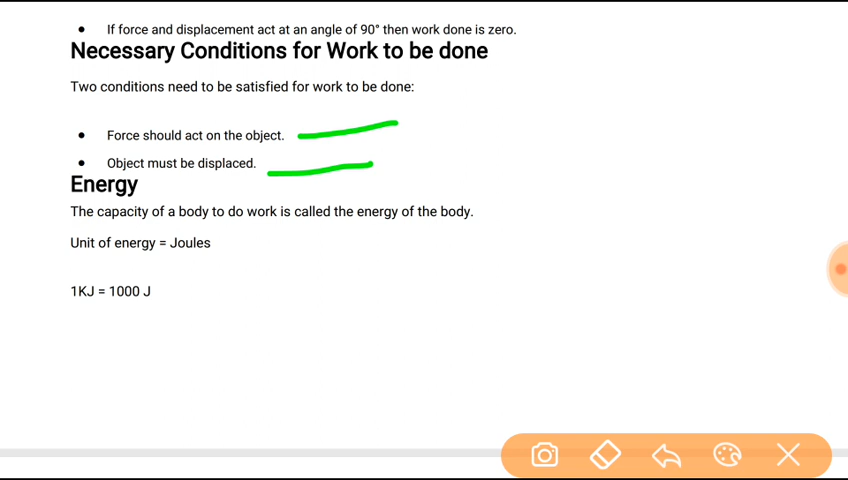 If force and displacement act at an angle of 90° then work done is zero.
Necessary Conditions for Work to be done
Two conditions need to be satisfied for work to be done:
Force should act on the object.
Object must be displaced.
Energy
The capacity of a body to do work is called the energy of the body.
Unit of energy = Joules
1KJ = 1000 J